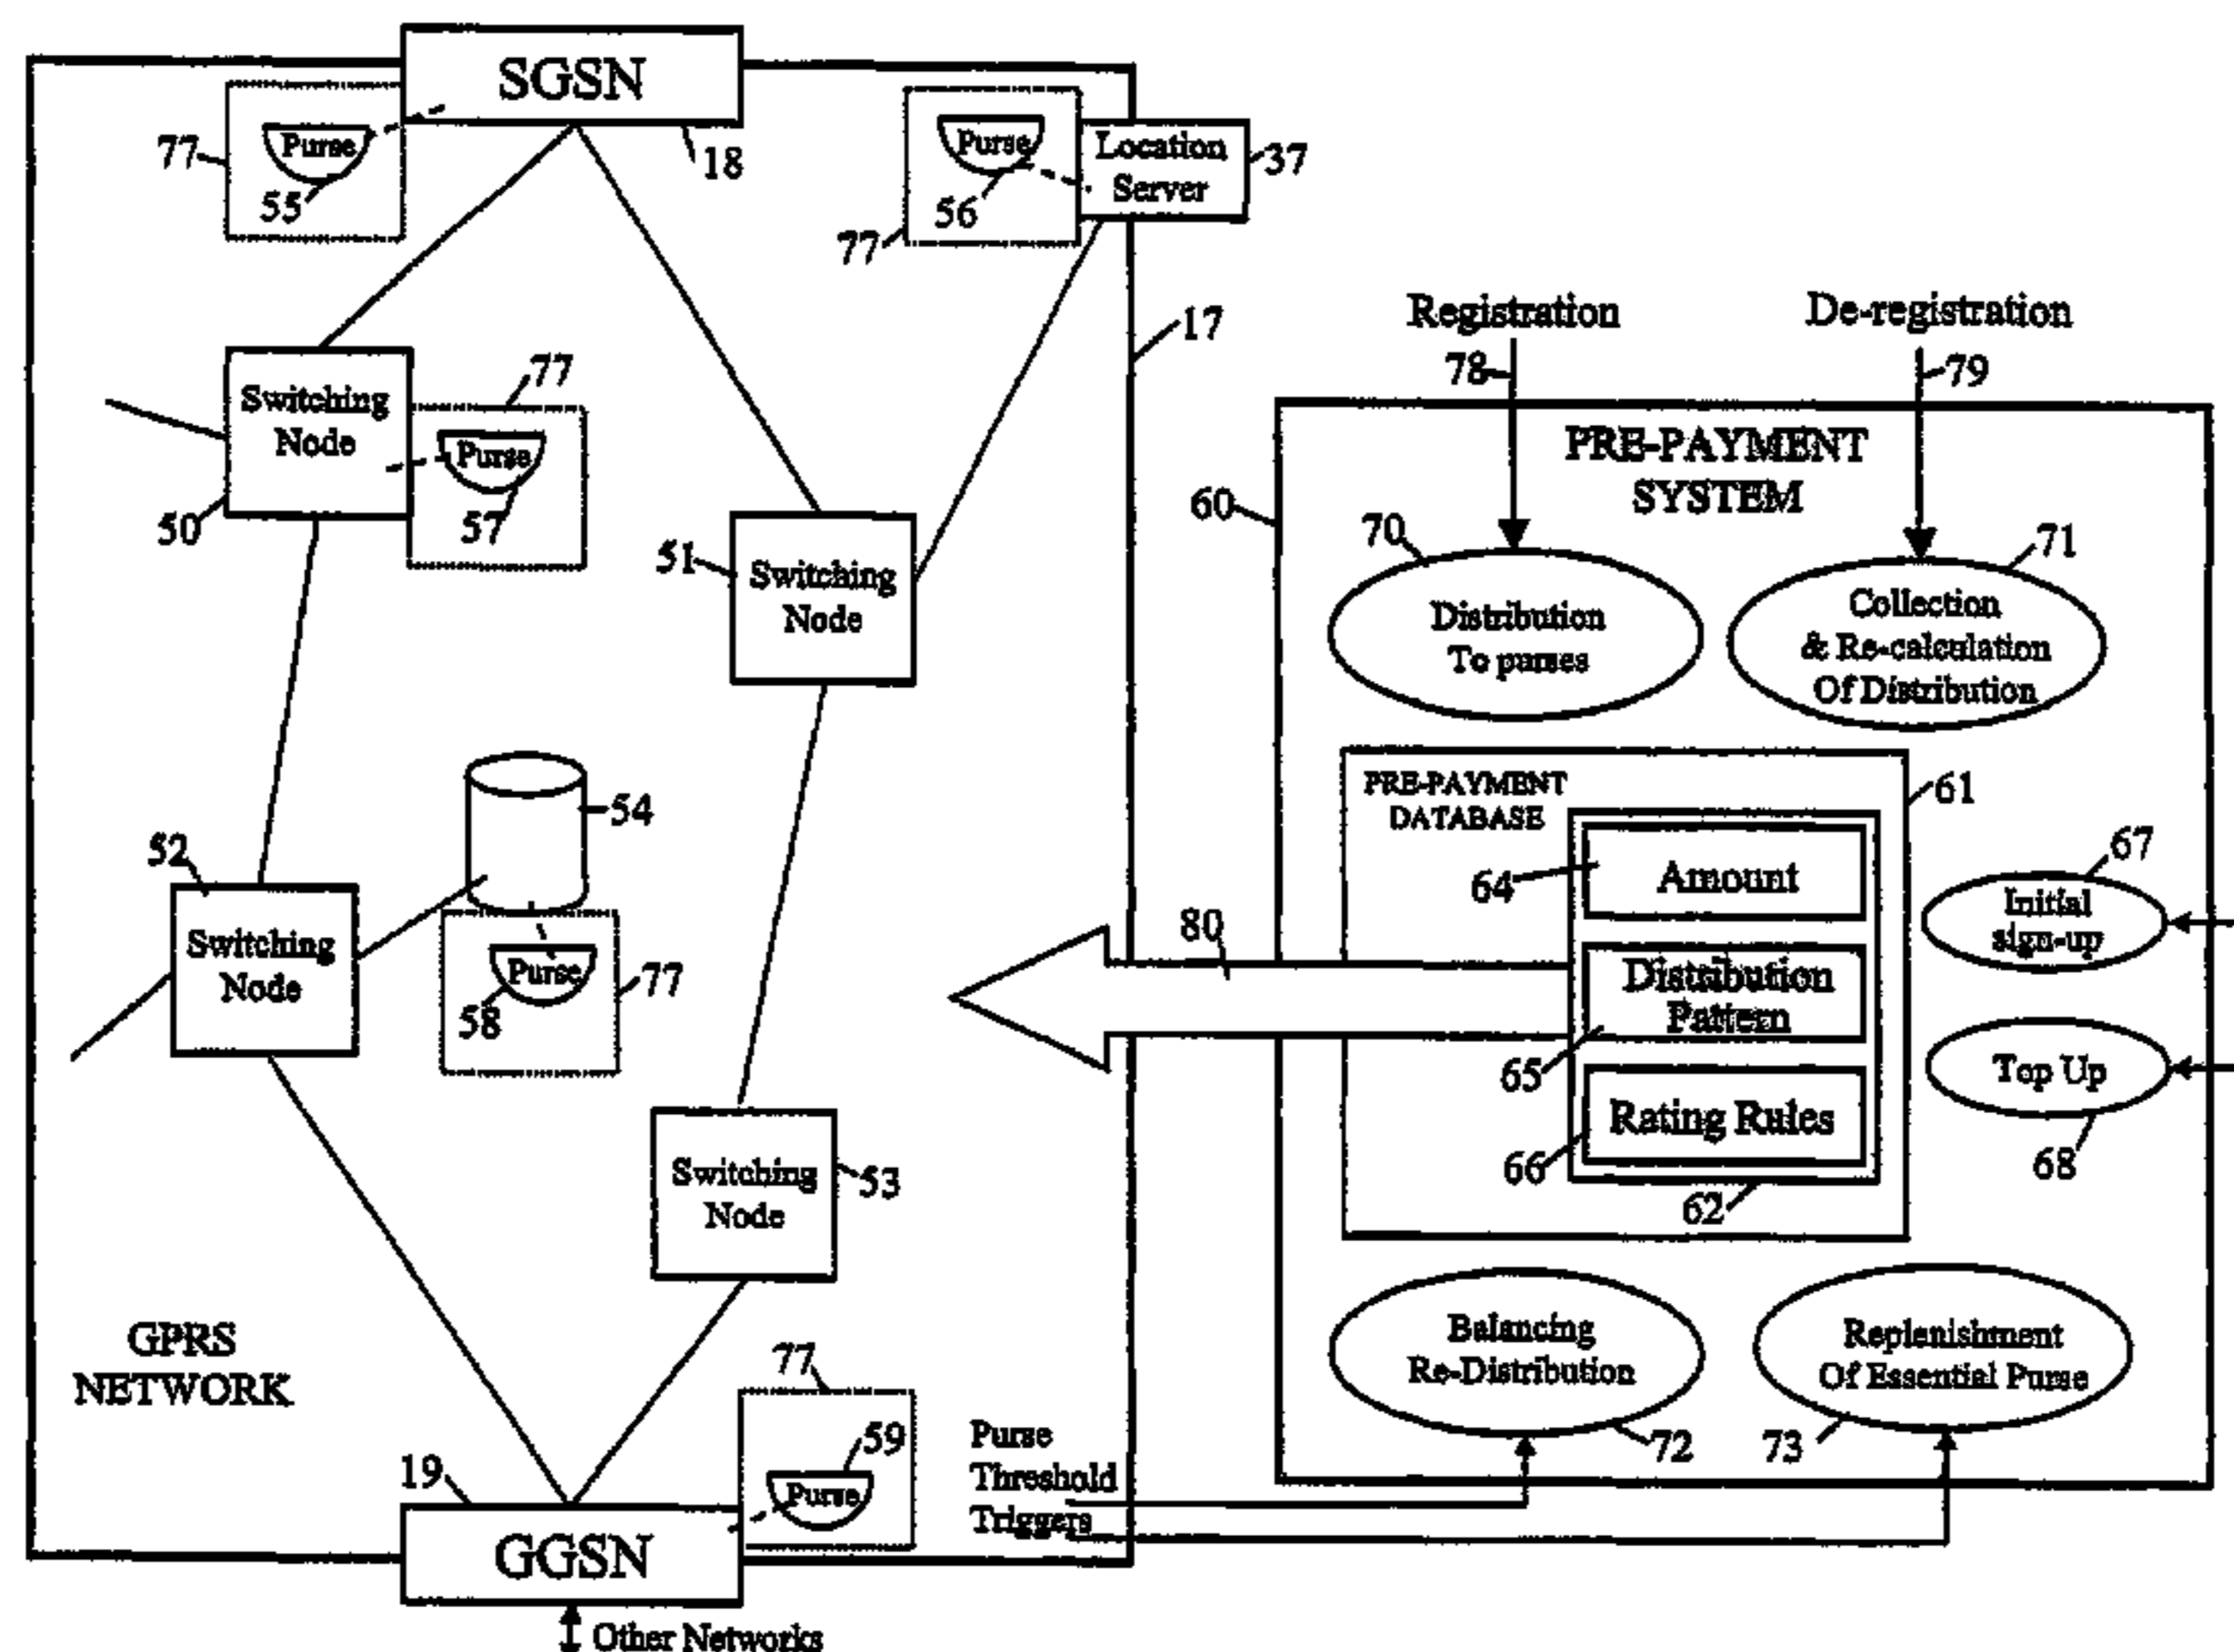 SGSN
18
77
Purse
55
77
Purse
56
Location
Server
37
17
Switching
Node
50
77
Purse
57
51
Switching
Node
54
52
Switching
Node
Purse
58
77
Switching
Node
53
GPRS
NETWORK
77
Purse
59
19
GGSN
Other Networks
Purse
Threshold
Triggers
Registration
78
De-registration
79
60
PRE-PAYMENT
SYSTEM
70
Distribution
To purses
71
Collection
& Re-calculation
Of Distribution
PRE-PAYMENT
DATABASE
61
64
Amount
80
65
Distribution
Pattern
66
Rating Rules
62
67
Initial
sign-up
Top Up
68
Balancing
Re-Distribution
72
Replenishment
Of Essential Purse
73